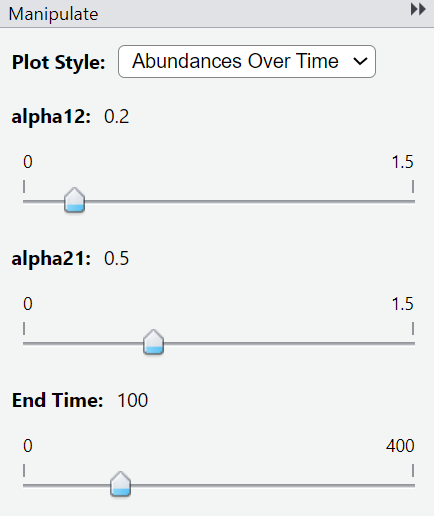 Manipulate
Plot Style: Abundances Over Time
alpha12: 0.2
0 1.5
alpha21: 0.5
0 1.5
End Time: 100
0 400